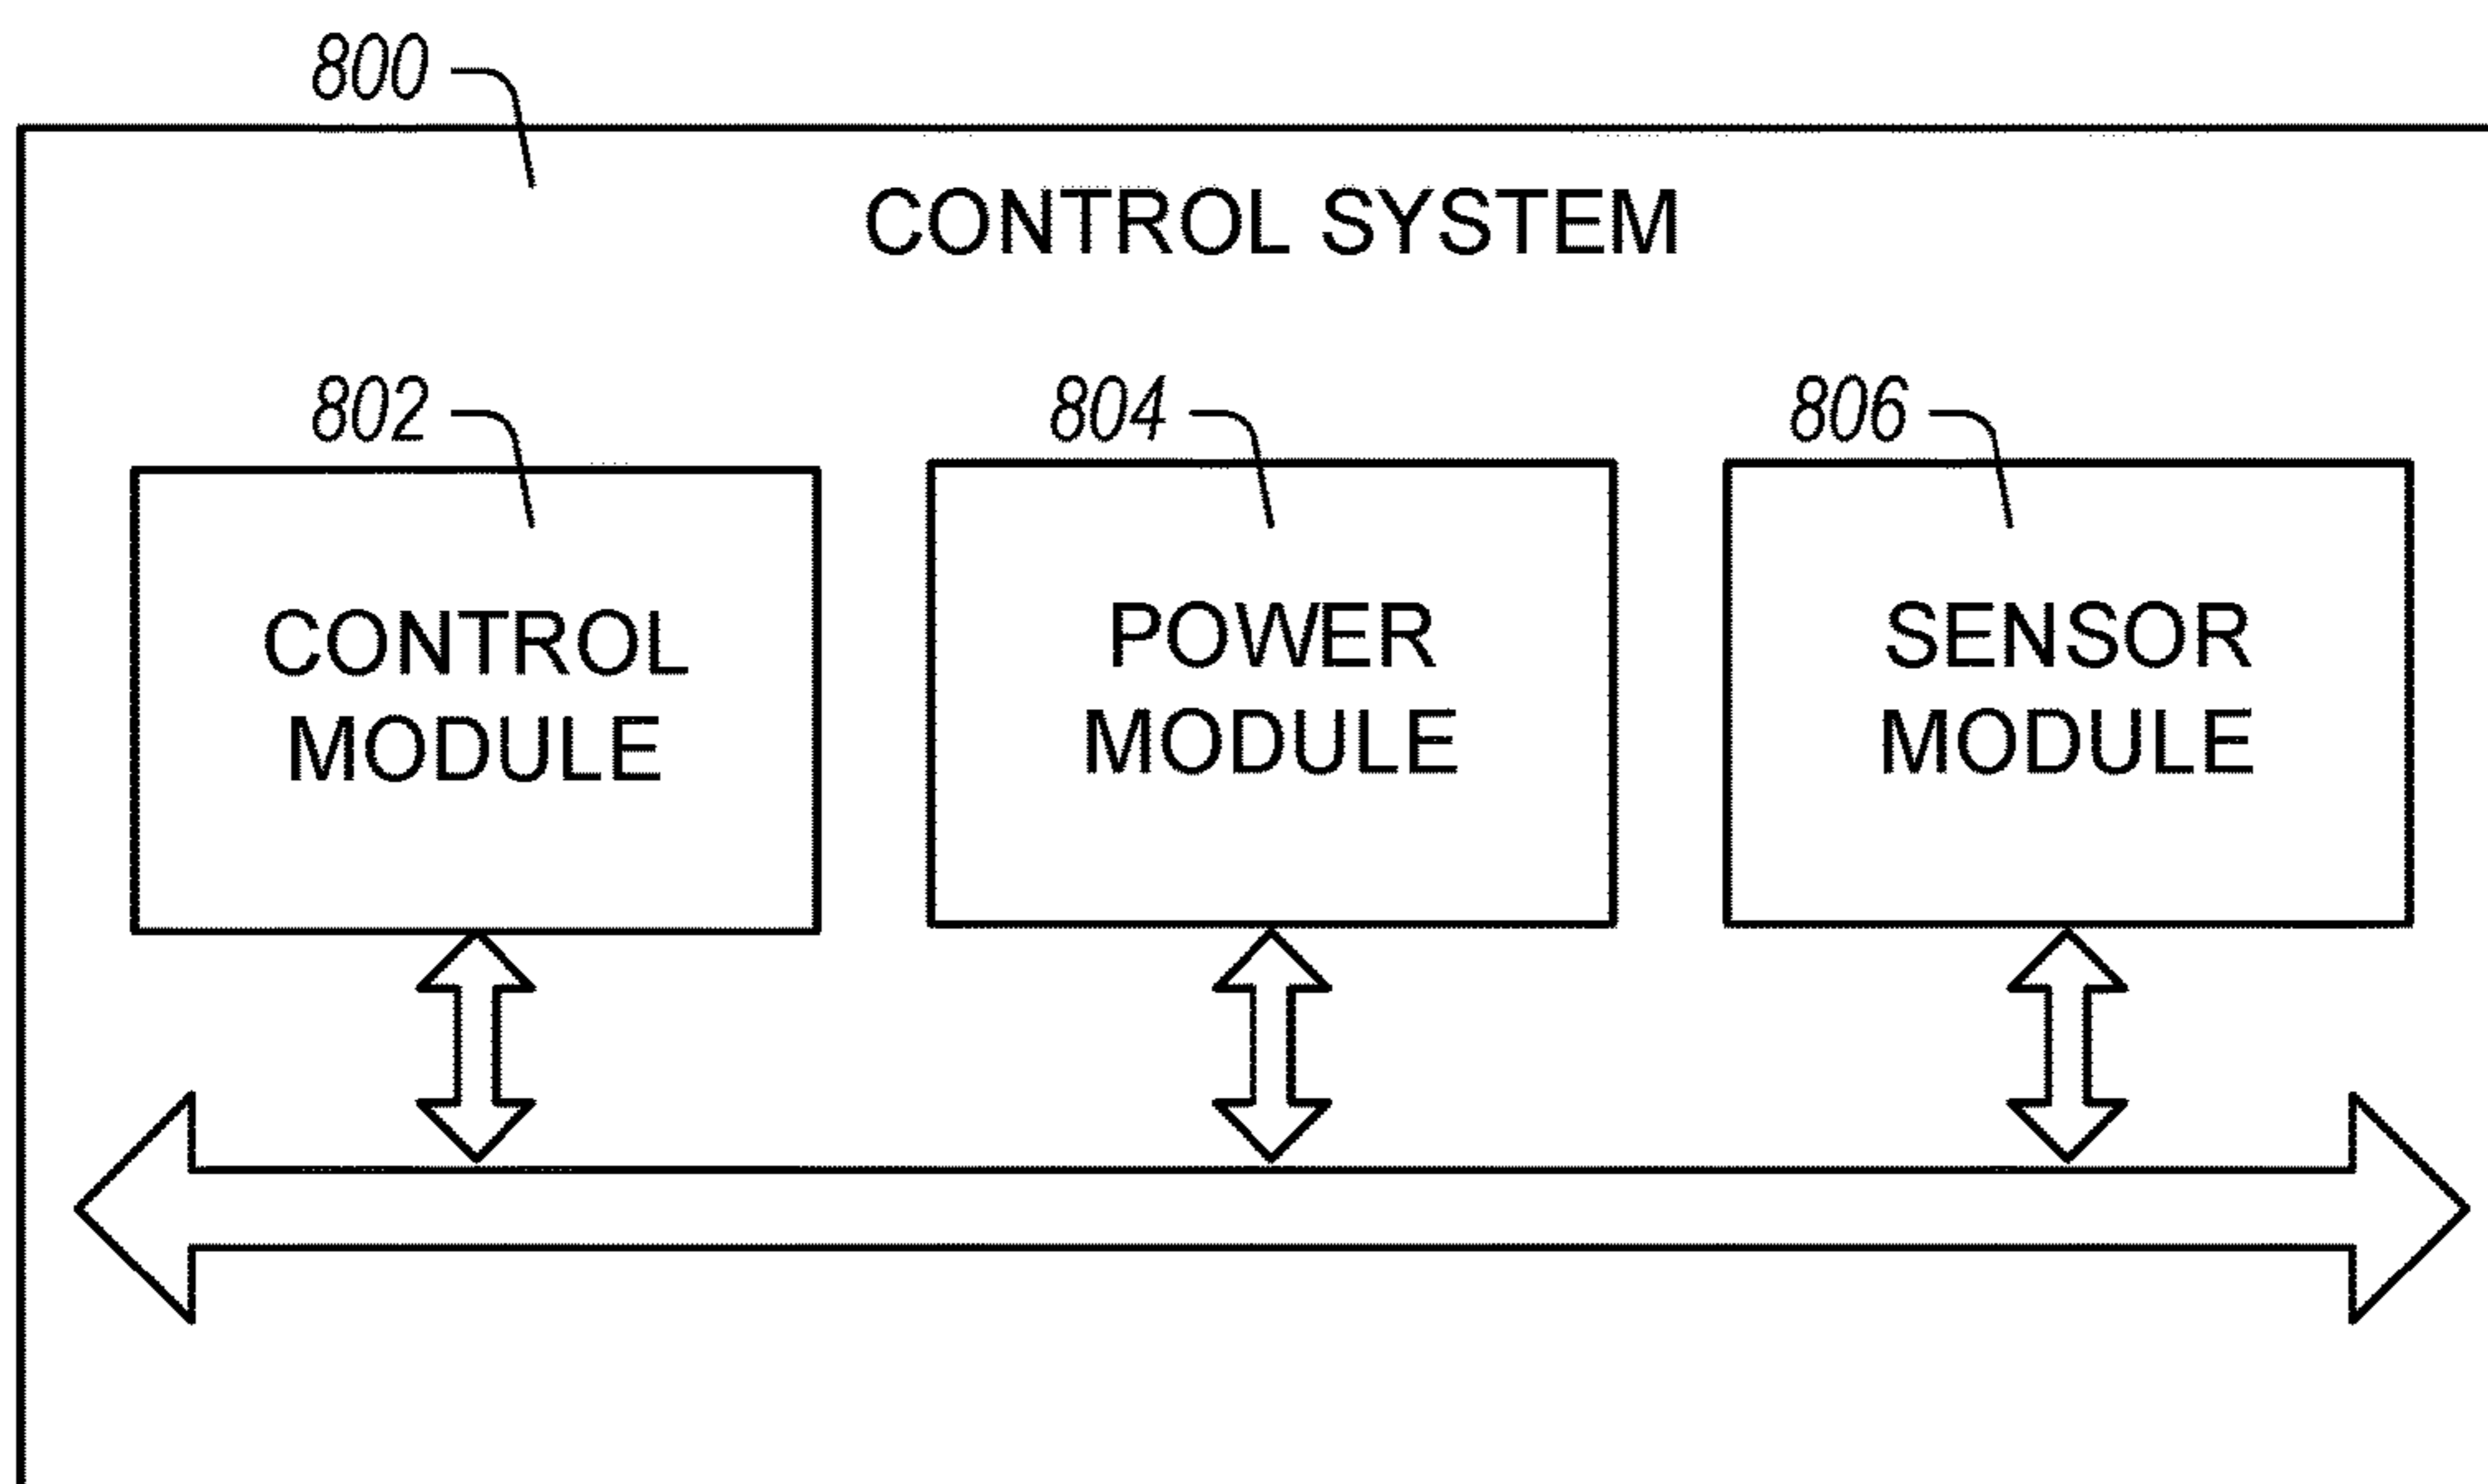 800
CONTROL SYSTEM
802
804
806
CONTROL
MODULE
POWER
MODULE
SENSOR
MODULE